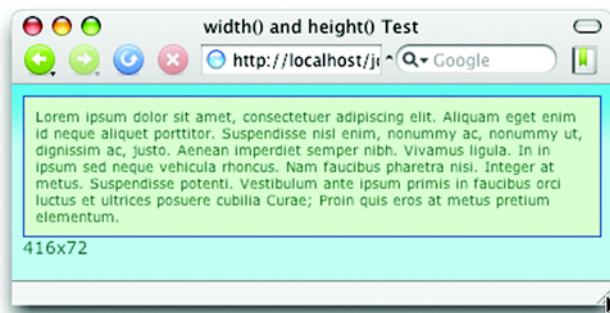 width() and height() Test
http://localhost/j
Google
Lorem ipsum dolor sit amet, consectetuer adipiscing elit. Aliquam eget enim
id neque aliquet porttitor. Suspendisse nisl enim, nonummy ac, nonummy ut,
dignissim ac, justo. Aenean imperdiet semper nibh. Vivamus ligula. In in
ipsum sed neque vehicula rhoncus. Nam faucibus pharetra nisi. Integer at
metus. Suspendisse potenti. Vestibulum ante ipsum primis in faucibus orci
luctus et ultrices posuere cubilia Curae; Proin quis eros at metus pretium
elementum.
416x72